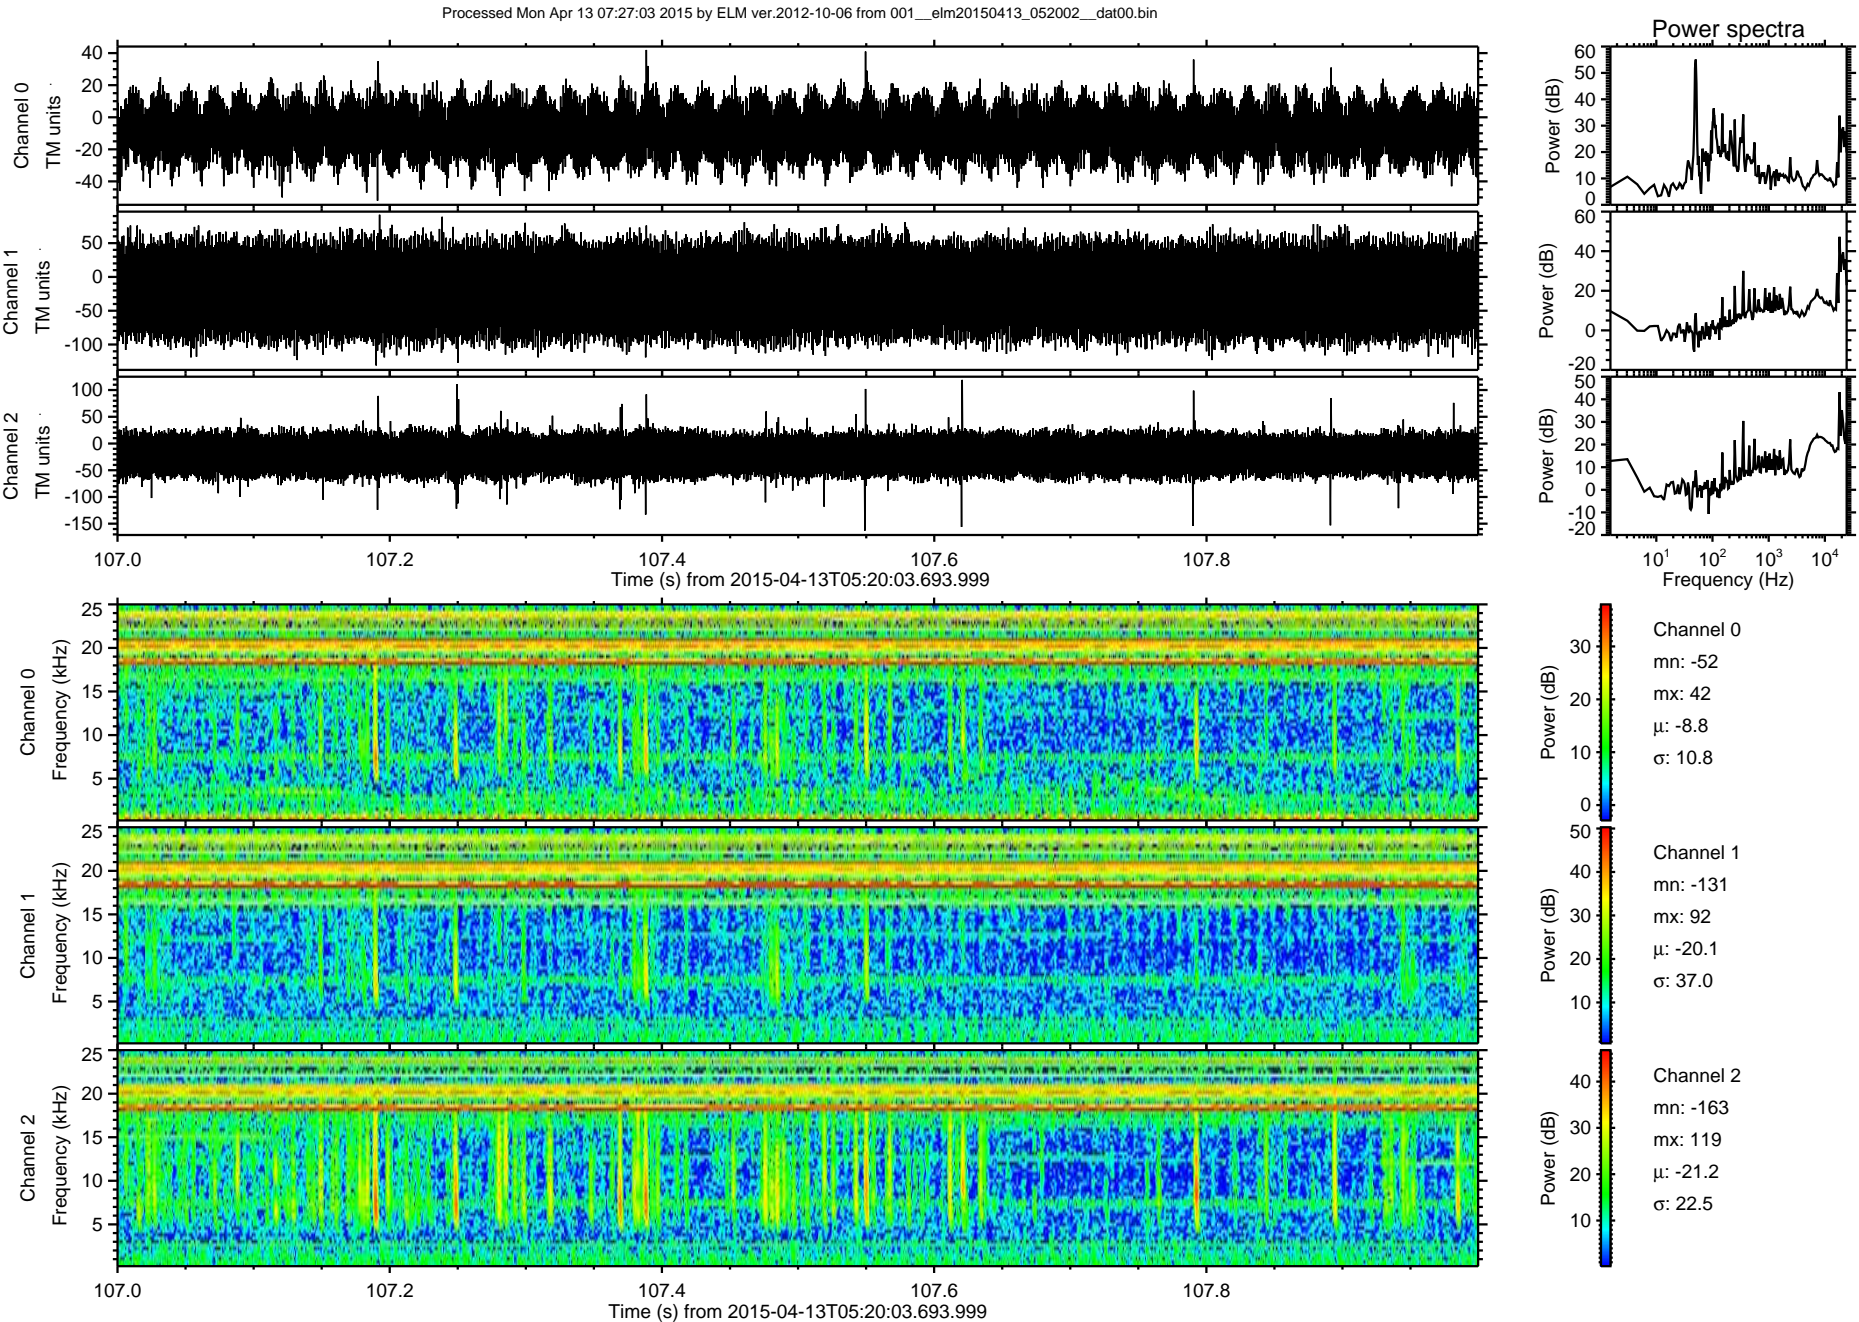 Processed Mon Apr 13 07:27:03 2015 by ELM ver.2012-10-06 from 001__elm20150413_052002__dat00.bin
Power spectra
Channel 0
TM units
40
20
0
-20
-40
Power (dB)
60
50
40
30
20
10
0
Channel 1
TM units
50
0
-50
-100
Power (dB)
60
40
20
0
-20
Channel 2
TM units
100
50
0
-50
-100
-150
Power (dB)
50
40
30
20
10
0
-10
-20
107.0 107.2 107.4 107.6 107.8
Time (s) from 2015-04-13T05:20:03.693.999
10¹ 10² 10³ 10⁴
Frequency (Hz)
Channel 0
Frequency (kHz)
25
20
15
10
5
Power (dB)
30
20
10
0
Channel 0
mn: -52
mx: 42
µ: -8.8
σ: 10.8
Channel 1
Frequency (kHz)
25
20
15
10
5
Power (dB)
50
40
30
20
10
Channel 1
mn: -131
mx: 92
µ: -20.1
σ: 37.0
Channel 2
Frequency (kHz)
25
20
15
10
5
Power (dB)
40
30
20
10
Channel 2
mn: -163
mx: 119
µ: -21.2
σ: 22.5
107.0 107.2 107.4 107.6 107.8
Time (s) from 2015-04-13T05:20:03.693.999